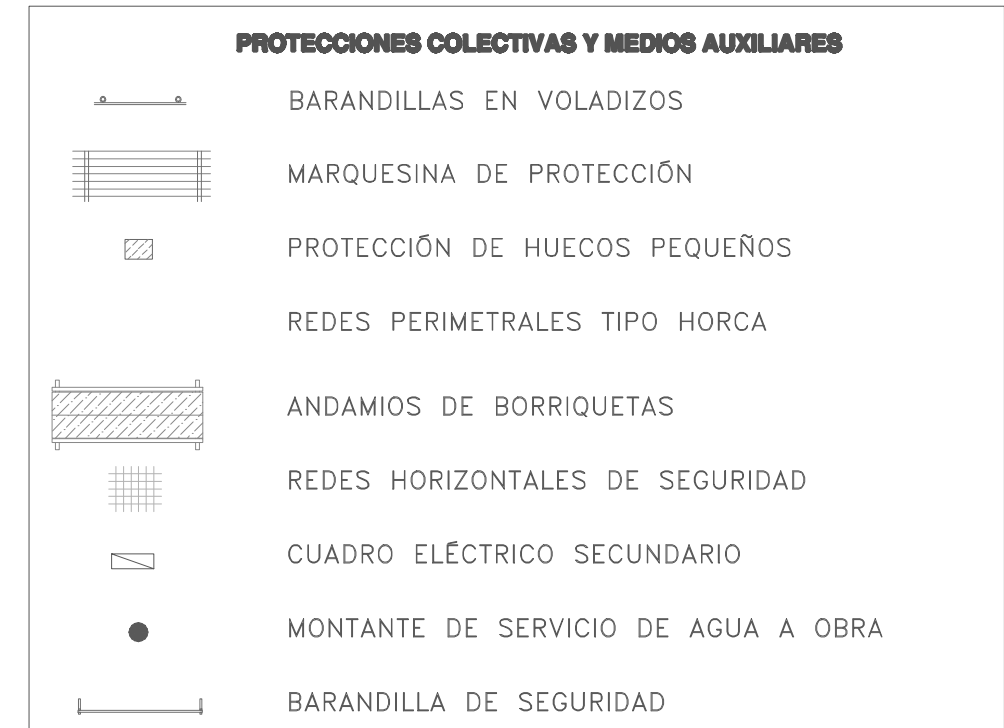 PROTECCIONES COLECTIVAS Y MEDIOS AUXILIARES
BARANDILLAS EN VOLADIZOS
MARQUESINA DE PROTECCIÓN
PROTECCIÓN DE HUECOS PEQUEÑOS
REDES PERIMETRALES TIPO HORCA
ANDAMIOS DE BORRIQUETAS
REDES HORIZONTALES DE SEGURIDAD
CUADRO ELÉCTRICO SECUNDARIO
MONTANTE DE SERVICIO DE AGUA A OBRA
BARANDILLA DE SEGURIDAD